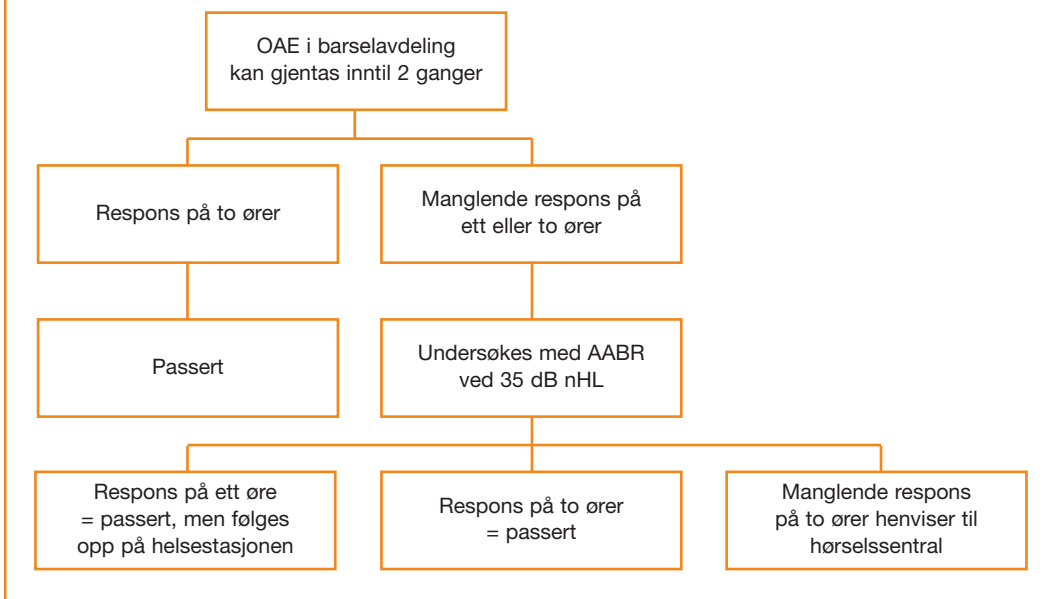 OAE i barselavdeling
kan gjentas inntil 2 ganger
Respons på to ører
Manglende respons på
ett eller to ører
Passert
Undersøkes med AABR
ved 35 dB nHL
Respons på ett øre
= passert, men følges
opp på helsestasjonen
Respons på to ører
= passert
Manglende respons
på to ører henviser til
hørselssentral